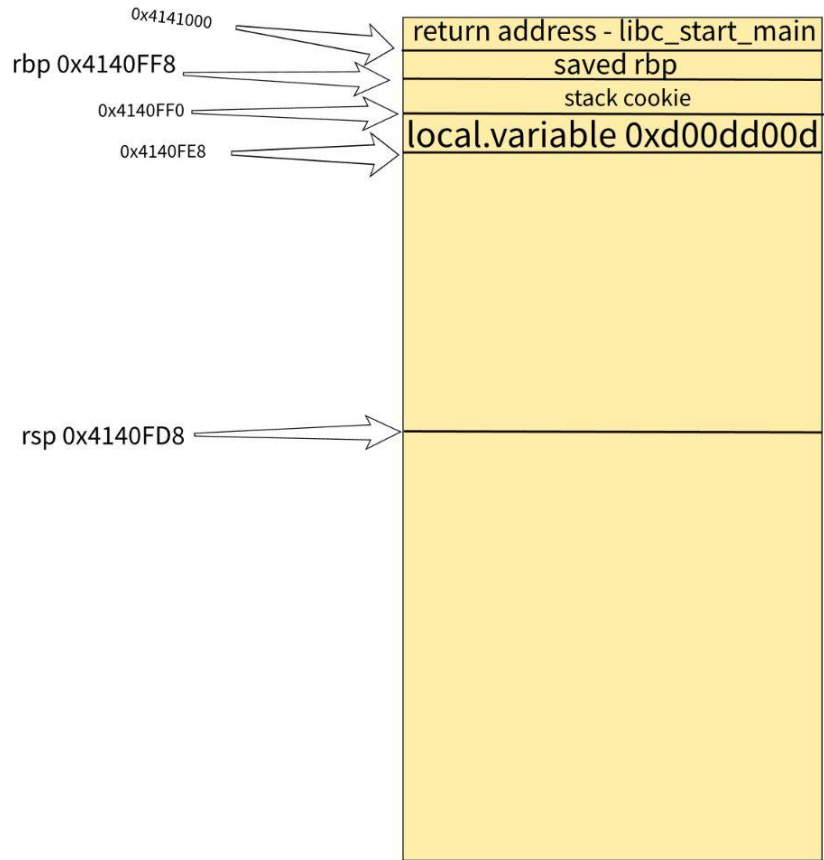 0x4141000
return address - libc_start_main
rbp 0x4140FF8
saved rbp
0x4140FF0
stack cookie
0x4140FE8
local.variable 0xd00dd00d
rsp 0x4140FD8